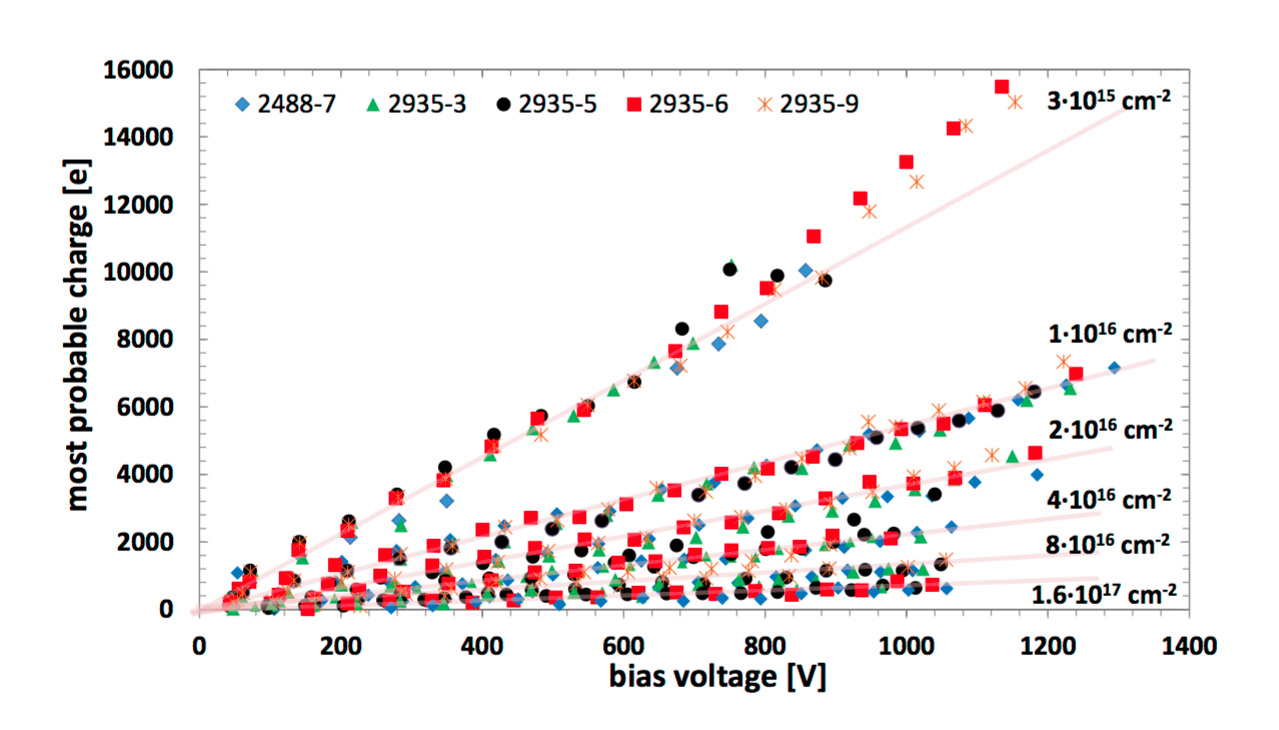 16000
14000
12000
10000
8000
6000
4000
2000
0
most probable charge [e]
2488-7 2935-3 2935-5 2935-6 2935-9
3·10¹⁵ cm⁻²
1·10¹⁶ cm⁻²
2·10¹⁶ cm⁻²
4·10¹⁶ cm⁻²
8·10¹⁶ cm⁻²
1.6·10¹⁷ cm⁻²
0 200 400 600 800 1000 1200 1400
bias voltage [V]